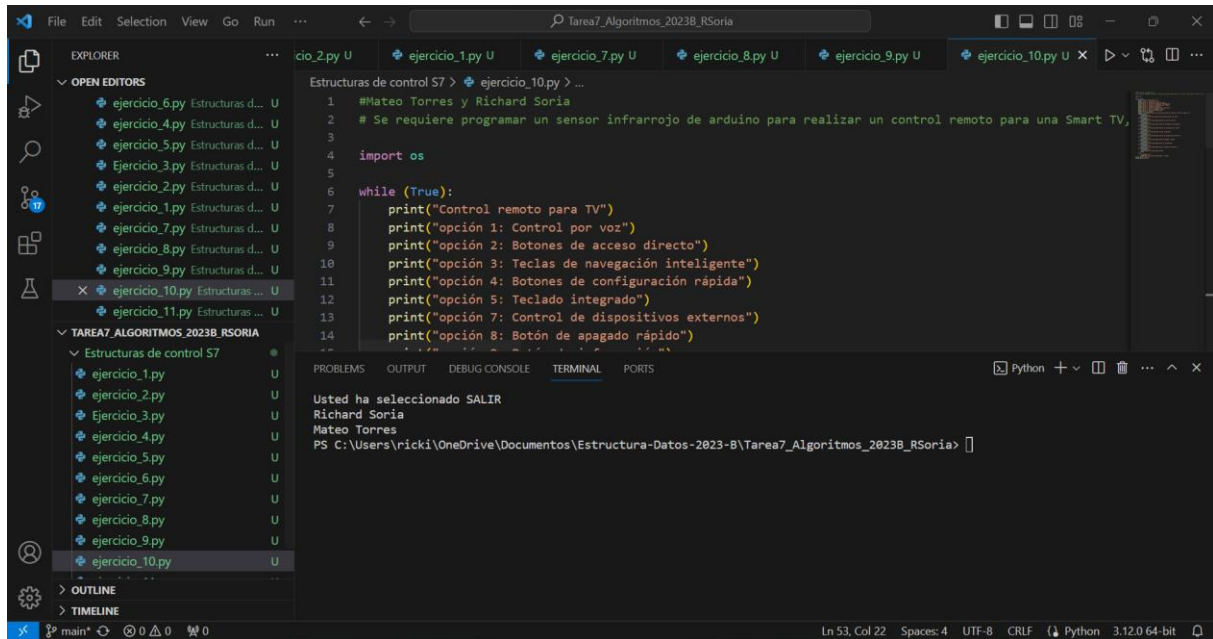 File Edit Selection View Go Run ··· ← → Tarea7_Algoritmos_2023B_RSoria
EXPLORER ···
OPEN EDITORS
ejercicio_6.py Estructuras d... U
ejercicio_4.py Estructuras d... U
ejercicio_5.py Estructuras d... U
Ejercicio_3.py Estructuras d... U
ejercicio_2.py Estructuras d... U
ejercicio_1.py Estructuras d... U
ejercicio_7.py Estructuras d... U
ejercicio_8.py Estructuras d... U
ejercicio_9.py Estructuras d... U
ejercicio_10.py Estructuras ... U
ejercicio_11.py Estructuras ... U
TAREA7_ALGORITMOS_2023B_RSORIA
Estructuras de control S7
ejercicio_1.py U
ejercicio_2.py U
Ejercicio_3.py U
ejercicio_4.py U
ejercicio_5.py U
ejercicio_6.py U
ejercicio_7.py U
ejercicio_8.py U
ejercicio_9.py U
ejercicio_10.py U
OUTLINE
TIMELINE
17
cio_2.py U ejercicio_1.py U ejercicio_7.py U ejercicio_8.py U ejercicio_9.py U ejercicio_10.py U
Estructuras de control S7 > ejercicio_10.py > ...
1 #Mateo Torres y Richard Soria
2 # Se requiere programar un sensor infrarrojo de arduino para realizar un control remoto para una Smart TV,
3
4 import os
5
6 while (True):
7 print("Control remoto para TV")
8 print("opción 1: Control por voz")
9 print("opción 2: Botones de acceso directo")
10 print("opción 3: Teclas de navegación inteligente")
11 print("opción 4: Botones de configuración rápida")
12 print("opción 5: Teclado integrado")
13 print("opción 7: Control de dispositivos externos")
14 print("opción 8: Botón de apagado rápido")
PROBLEMS OUTPUT DEBUG CONSOLE TERMINAL PORTS Python
Usted ha seleccionado SALIR
Richard Soria
Mateo Torres
PS C:\Users\ricki\OneDrive\Documentos\Estructura-Datos-2023-B\Tarea7_Algoritmos_2023B_RSoria>
main* 0 0 0 Ln 53, Col 22 Spaces: 4 UTF-8 CRLF Python 3.12.0 64-bit